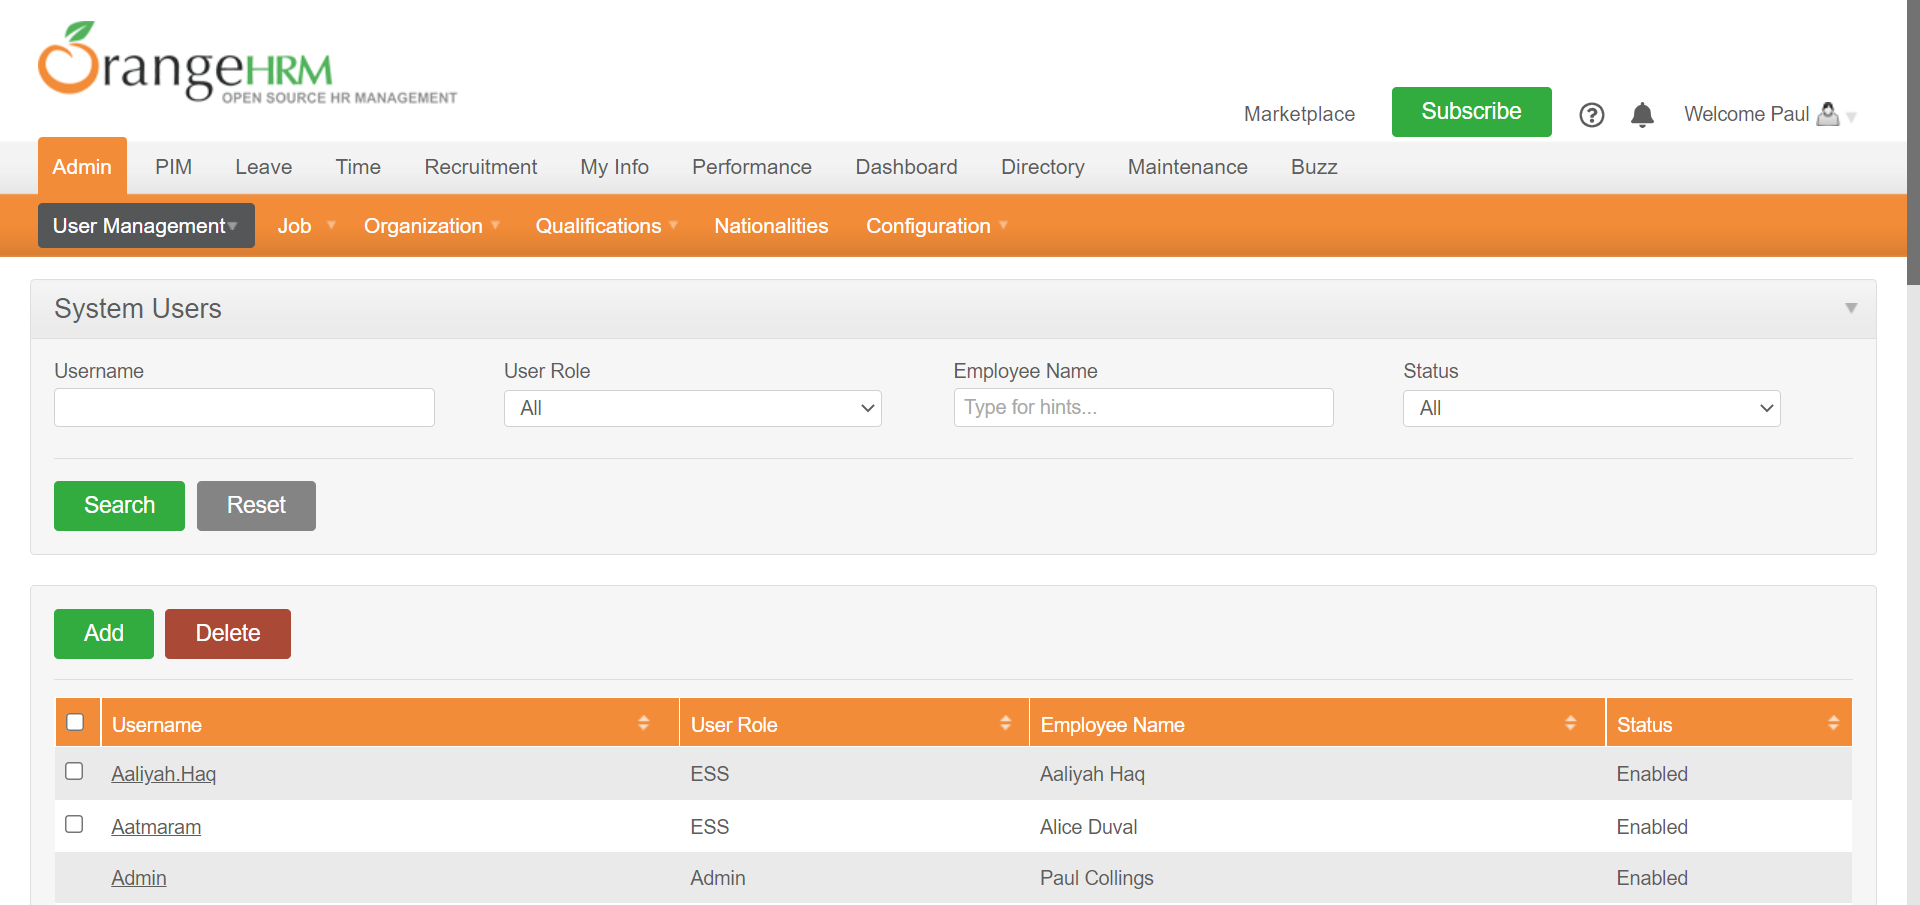 OrangeHRM
OPEN SOURCE HR MANAGEMENT
Marketplace
Subscribe
Welcome Paul
Admin PIM Leave Time Recruitment My Info Performance Dashboard Directory Maintenance Buzz
User Management Job Organization Qualifications Nationalities Configuration
System Users
Username User Role Employee Name Status
All Type for hints... All
Search Reset
Add Delete
Username User Role Employee Name Status
Aaliyah.Haq ESS Aaliyah Haq Enabled
Aatmaram ESS Alice Duval Enabled
Admin Admin Paul Collings Enabled